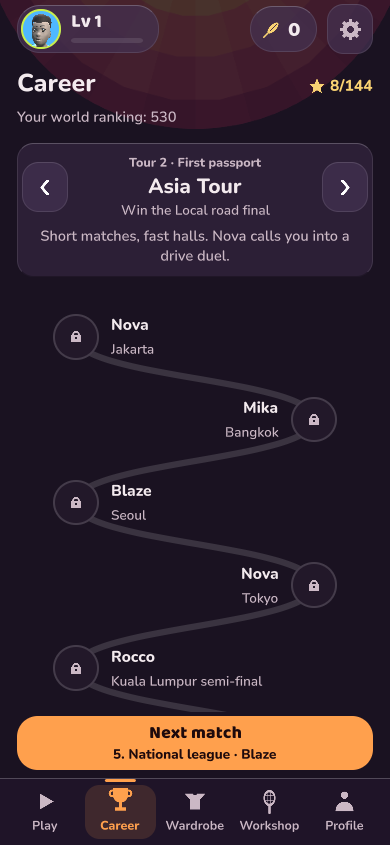 Lv 1
0
Career
8/144
Your world ranking: 530
Tour 2 · First passport
Asia Tour
Win the Local road final
Short matches, fast halls. Nova calls you into a
drive duel.
Nova
Jakarta
Mika
Bangkok
Blaze
Seoul
Nova
Tokyo
Rocco
Kuala Lumpur semi-final
Next match
5. National league · Blaze
Play
Career
Wardrobe
Workshop
Profile